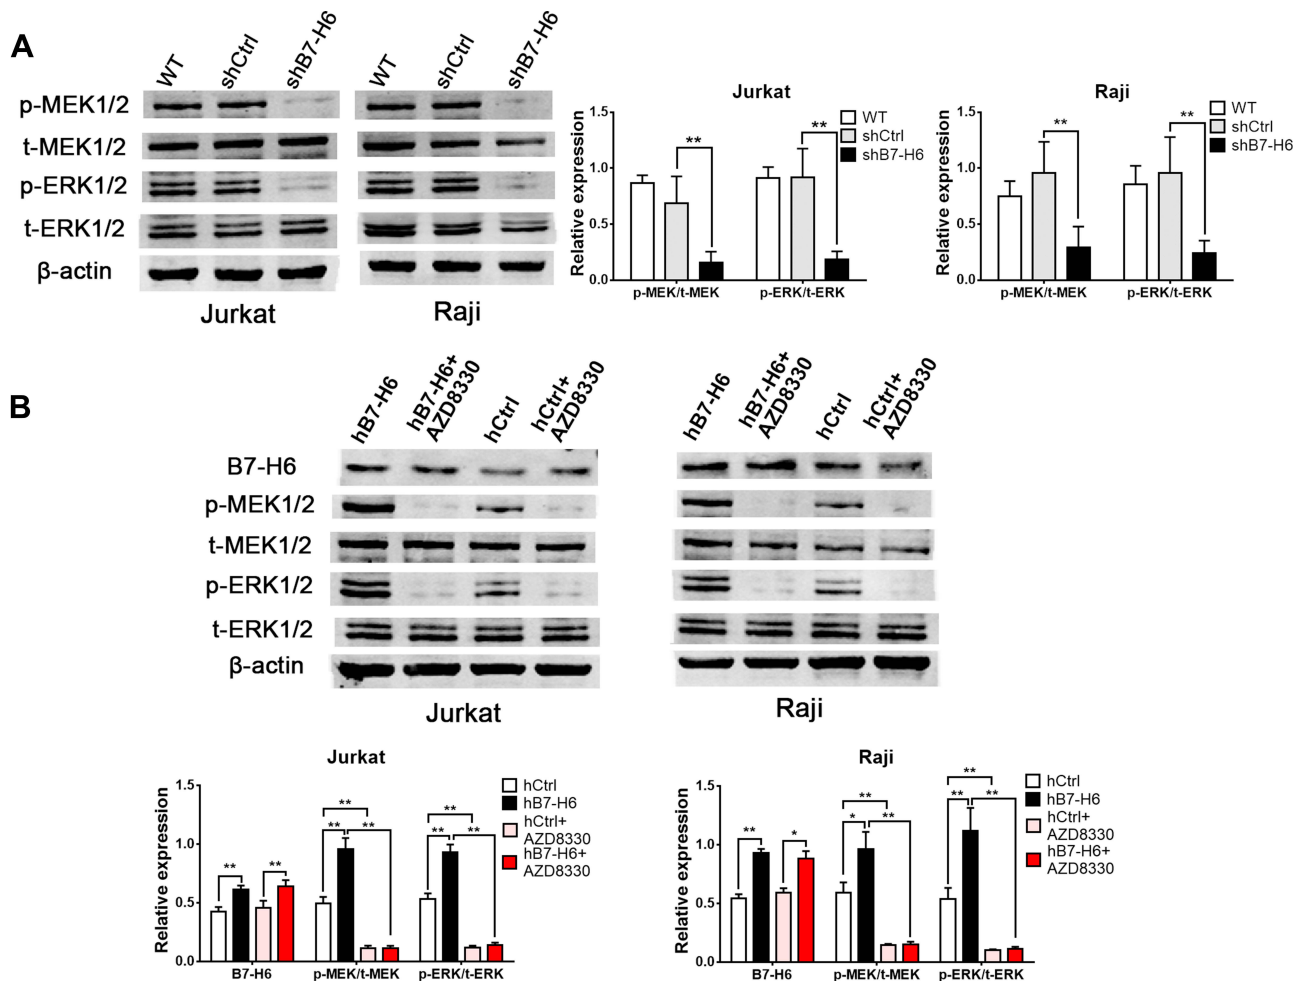 A
WT
shCtrl
shB7-H6
WT
shCtrl
shB7-H6
p-MEK1/2
t-MEK1/2
p-ERK1/2
t-ERK1/2
β-actin
Jurkat
Raji
Jurkat
WT
shCtrl
shB7-H6
Relative expression
1.5
1.0
0.5
0.0
**
**
p-MEK/t-MEK
p-ERK/t-ERK
Raji
WT
shCtrl
shB7-H6
Relative expression
1.5
1.0
0.5
0.0
**
**
p-MEK/t-MEK
p-ERK/t-ERK
B
hB7-H6
hB7-H6+
AZD8330
hCtrl
hCtrl+
AZD8330
hB7-H6
hB7-H6+
AZD8330
hCtrl
hCtrl+
AZD8330
B7-H6
p-MEK1/2
t-MEK1/2
p-ERK1/2
t-ERK1/2
β-actin
Jurkat
Raji
Jurkat
hCtrl
hB7-H6
hCtrl+
AZD8330
hB7-H6+
AZD8330
Relative expression
1.5
1.0
0.5
0.0
**
**
**
**
**
**
**
**
B7-H6
p-MEK/t-MEK
p-ERK/t-ERK
Raji
hCtrl
hB7-H6
hCtrl+
AZD8330
hB7-H6+
AZD8330
Relative expression
1.5
1.0
0.5
0.0
**
*
**
*
**
**
**
**
B7-H6
p-MEK/t-MEK
p-ERK/t-ERK